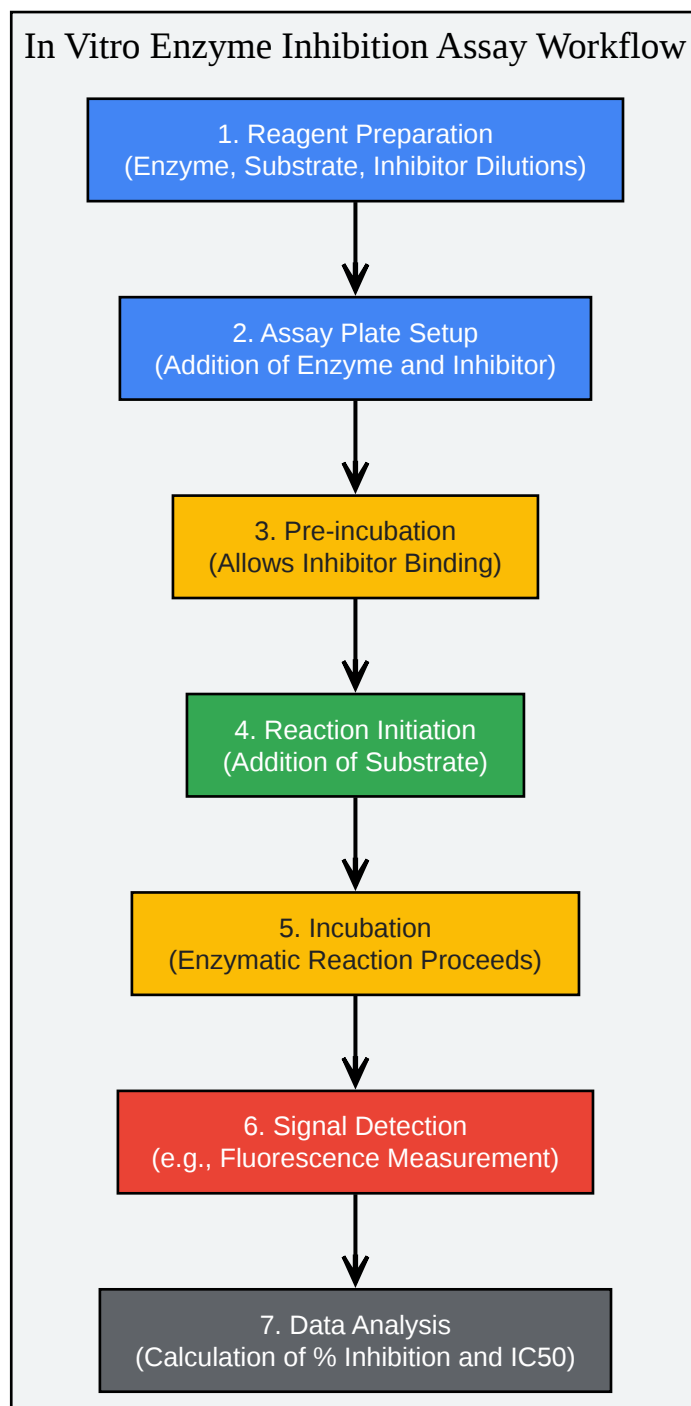 In Vitro Enzyme Inhibition Assay Workflow
1. Reagent Preparation
(Enzyme, Substrate, Inhibitor Dilutions)
2. Assay Plate Setup
(Addition of Enzyme and Inhibitor)
3. Pre-incubation
(Allows Inhibitor Binding)
4. Reaction Initiation
(Addition of Substrate)
5. Incubation
(Enzymatic Reaction Proceeds)
6. Signal Detection
(e.g., Fluorescence Measurement)
7. Data Analysis
(Calculation of % Inhibition and IC50)